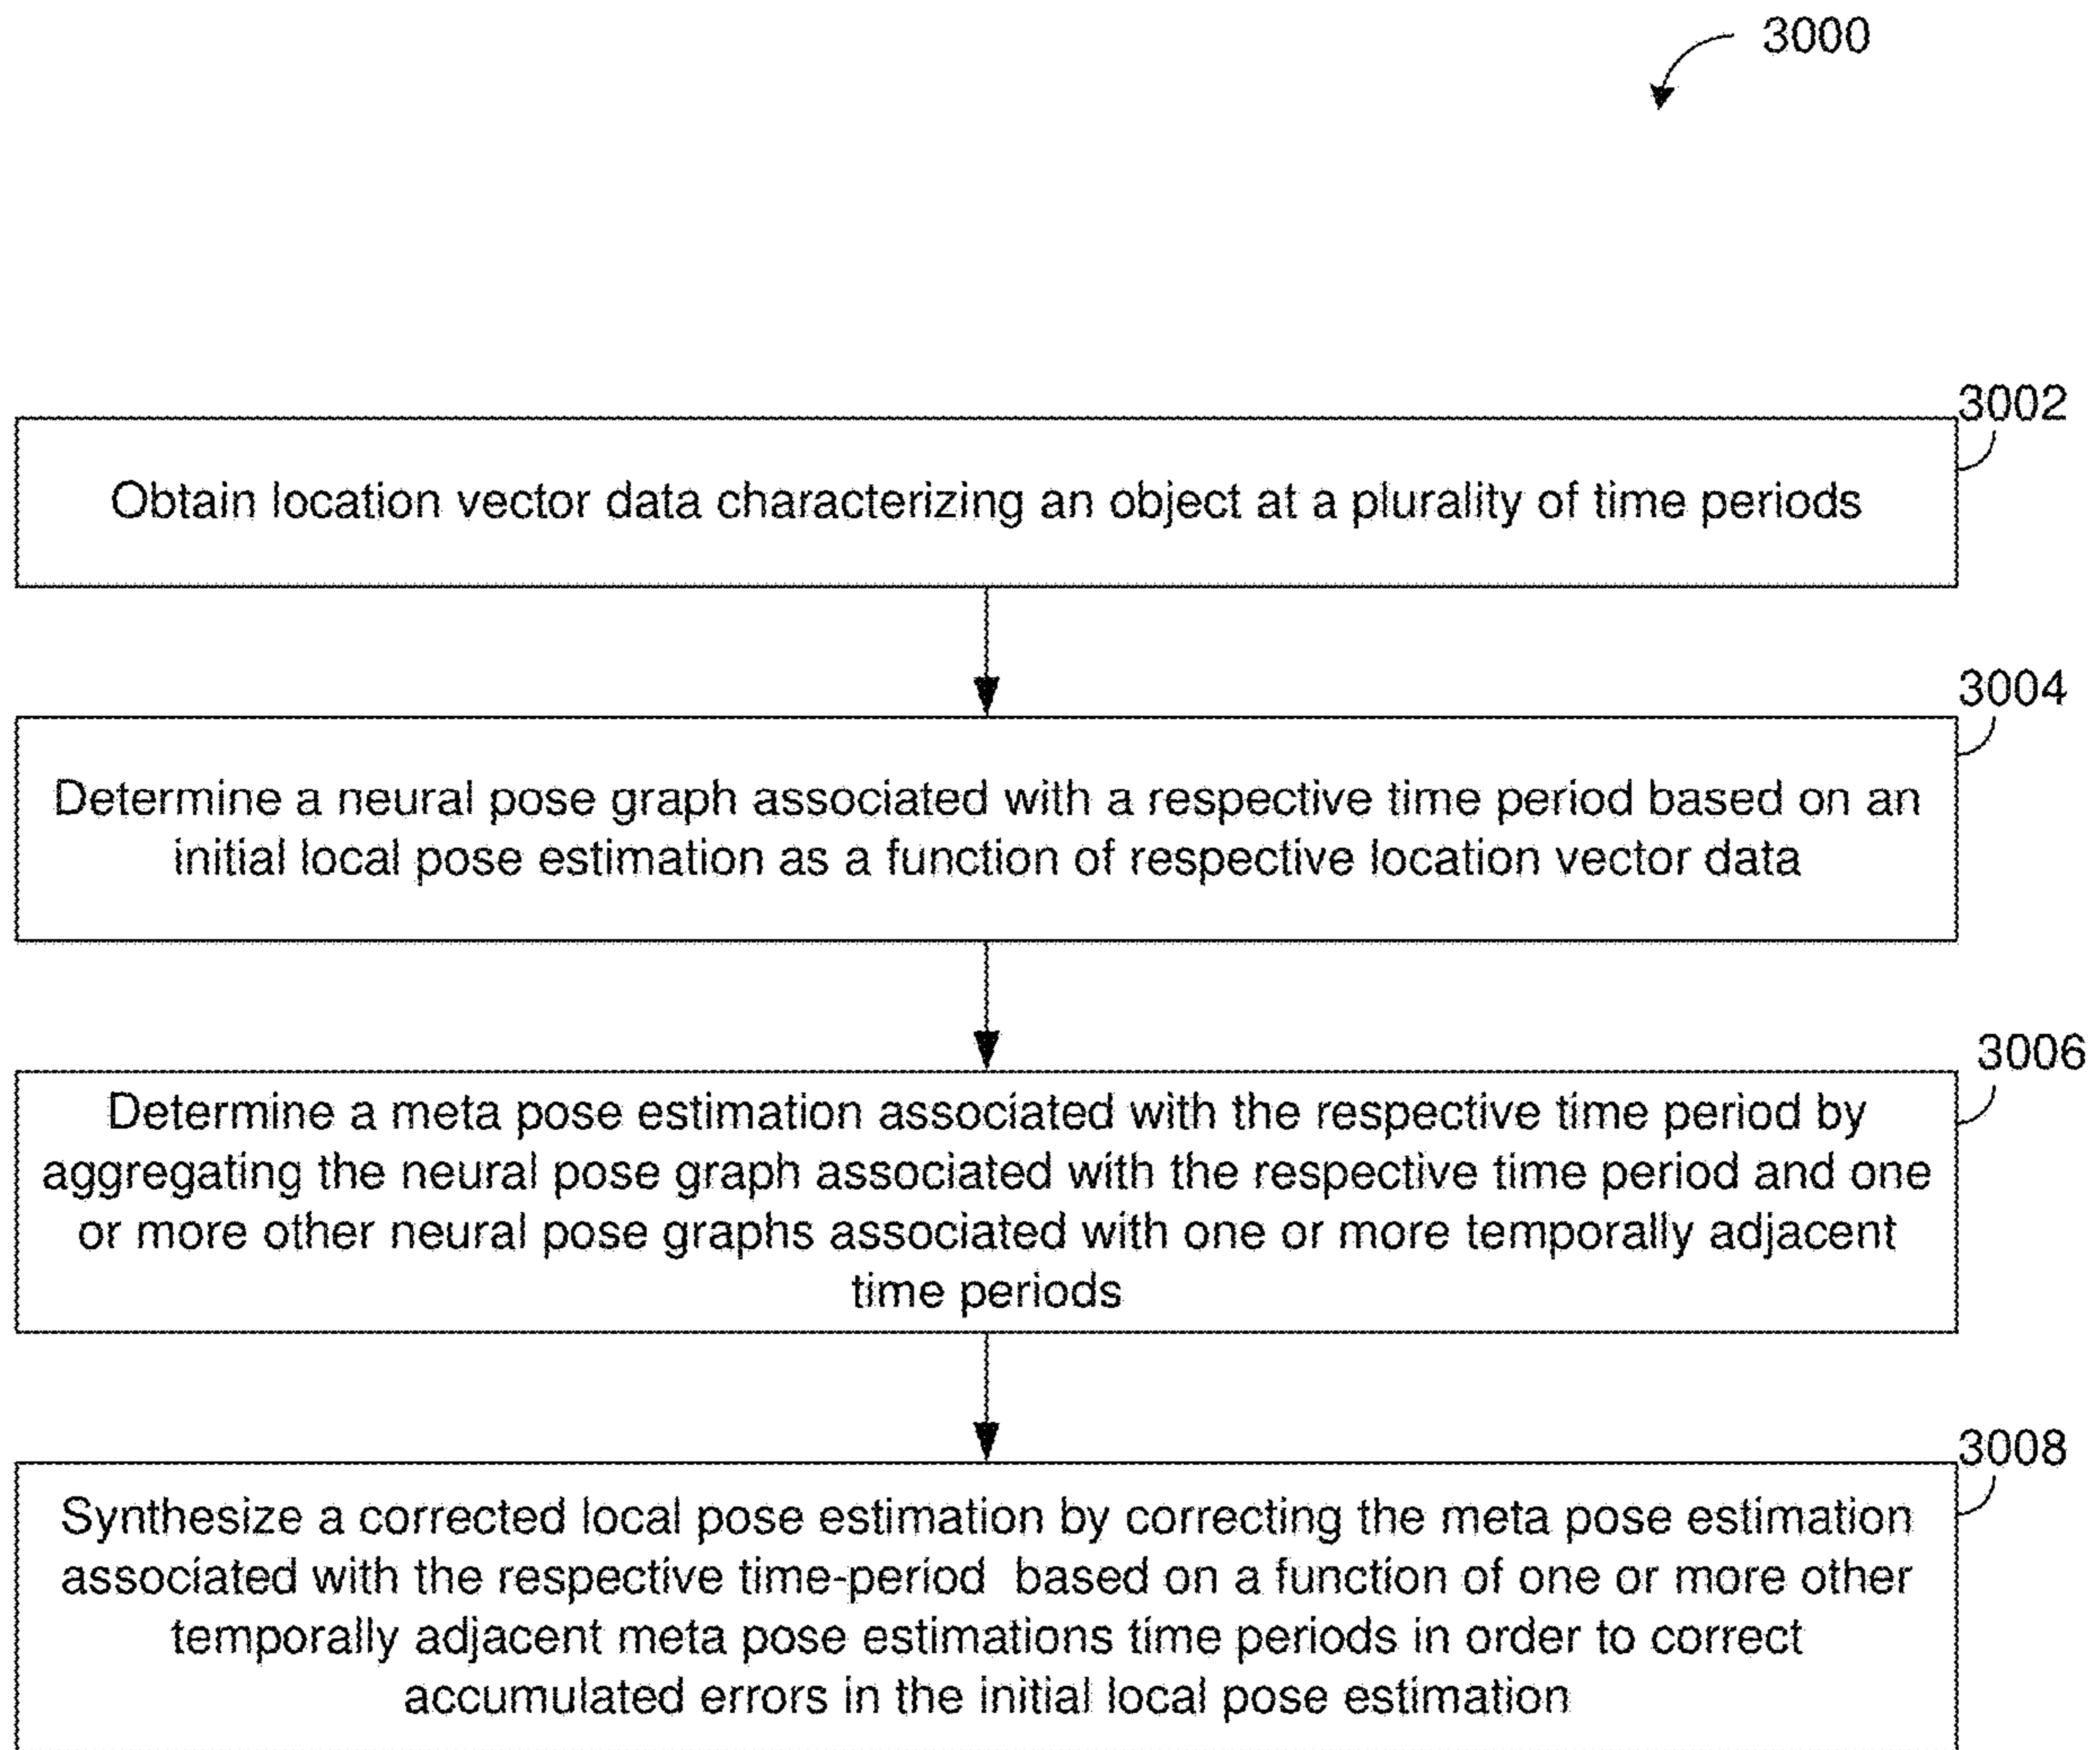 3000
3002
Obtain location vector data characterizing an object at a plurality of time periods
3004
Determine a neural pose graph associated with a respective time period based on an
initial local pose estimation as a function of respective location vector data
3006
Determine a meta pose estimation associated with the respective time period by
aggregating the neural pose graph associated with the respective time period and one
or more other neural pose graphs associated with one or more temporally adjacent
time periods
3008
Synthesize a corrected local pose estimation by correcting the meta pose estimation
associated with the respective time-period based on a function of one or more other
temporally adjacent meta pose estimations time periods in order to correct
accumulated errors in the initial local pose estimation